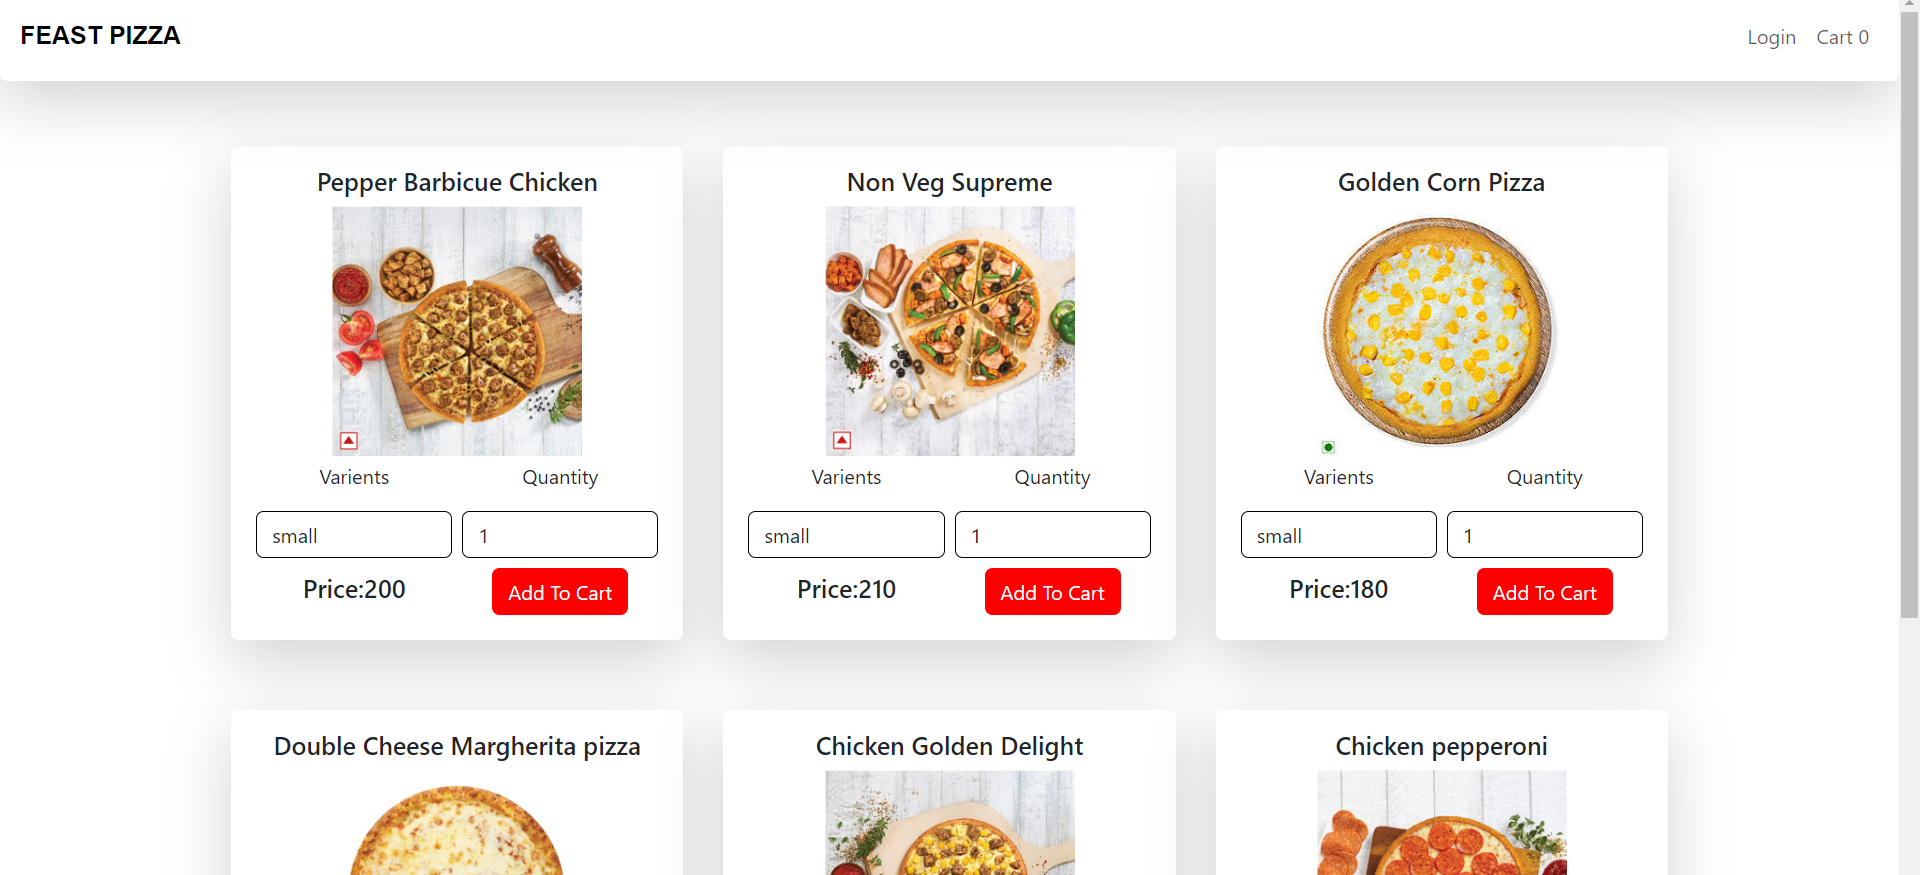 FEAST PIZZA
Login Cart 0
Pepper Barbicue Chicken
Varients Quantity
small 1
Price:200 Add To Cart
Non Veg Supreme
Varients Quantity
small 1
Price:210 Add To Cart
Golden Corn Pizza
Varients Quantity
small 1
Price:180 Add To Cart
Double Cheese Margherita pizza
Chicken Golden Delight
Chicken pepperoni